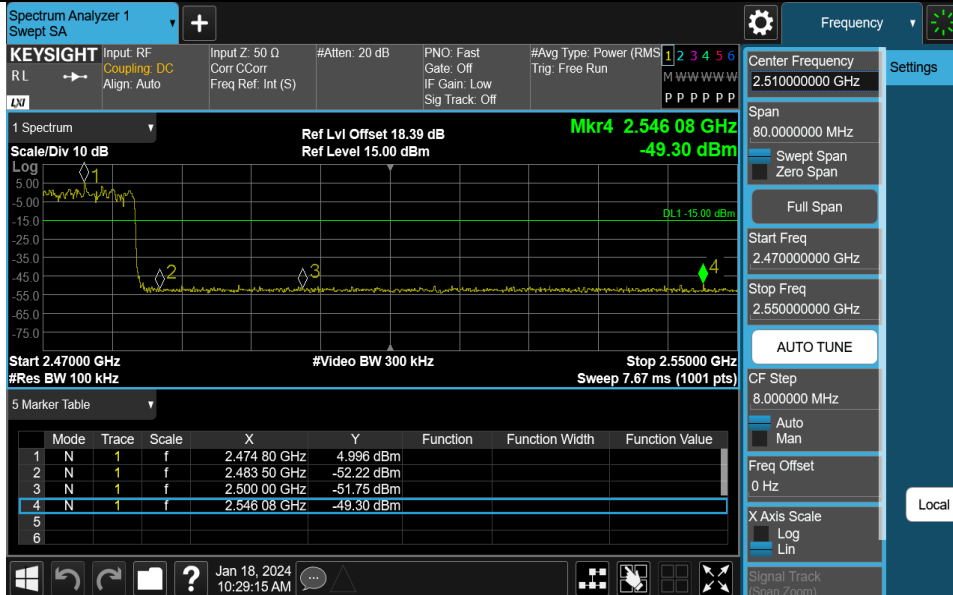 Spectrum Analyzer 1
Swept SA
+
Frequency
KEYSIGHT
RL
LXI
Input: RF
Coupling: DC
Align: Auto
Input Z: 50 Ω
Corr CCorr
Freq Ref: Int (S)
#Atten: 20 dB
PNO: Fast
Gate: Off
IF Gain: Low
Sig Track: Off
#Avg Type: Power (RMS
Trig: Free Run
1 2 3 4 5 6
M W W W W W
P P P P P P
1 Spectrum
Scale/Div 10 dB
Ref Lvl Offset 18.39 dB
Ref Level 15.00 dBm
Mkr4 2.546 08 GHz
-49.30 dBm
Log
5.00
-5.00
-15.0
-25.0
-35.0
-45.0
-55.0
-65.0
-75.0
1
2
3
4
DL1 -15.00 dBm
Start 2.47000 GHz
#Video BW 300 kHz
Stop 2.55000 GHz
#Res BW 100 kHz
Sweep 7.67 ms (1001 pts)
5 Marker Table
Mode Trace Scale X Y Function Function Width Function Value
1 N 1 f 2.474 80 GHz 4.996 dBm
2 N 1 f 2.483 50 GHz -52.22 dBm
3 N 1 f 2.500 00 GHz -51.75 dBm
4 N 1 f 2.546 08 GHz -49.30 dBm
5
6
?
Jan 18, 2024
10:29:15 AM
Center Frequency
2.510000000 GHz
Span
80.0000000 MHz
Swept Span
Zero Span
Full Span
Start Freq
2.470000000 GHz
Stop Freq
2.550000000 GHz
AUTO TUNE
CF Step
8.000000 MHz
Auto
Man
Freq Offset
0 Hz
X Axis Scale
Log
Lin
Signal Track
(Span Zoom)
Settings
Local